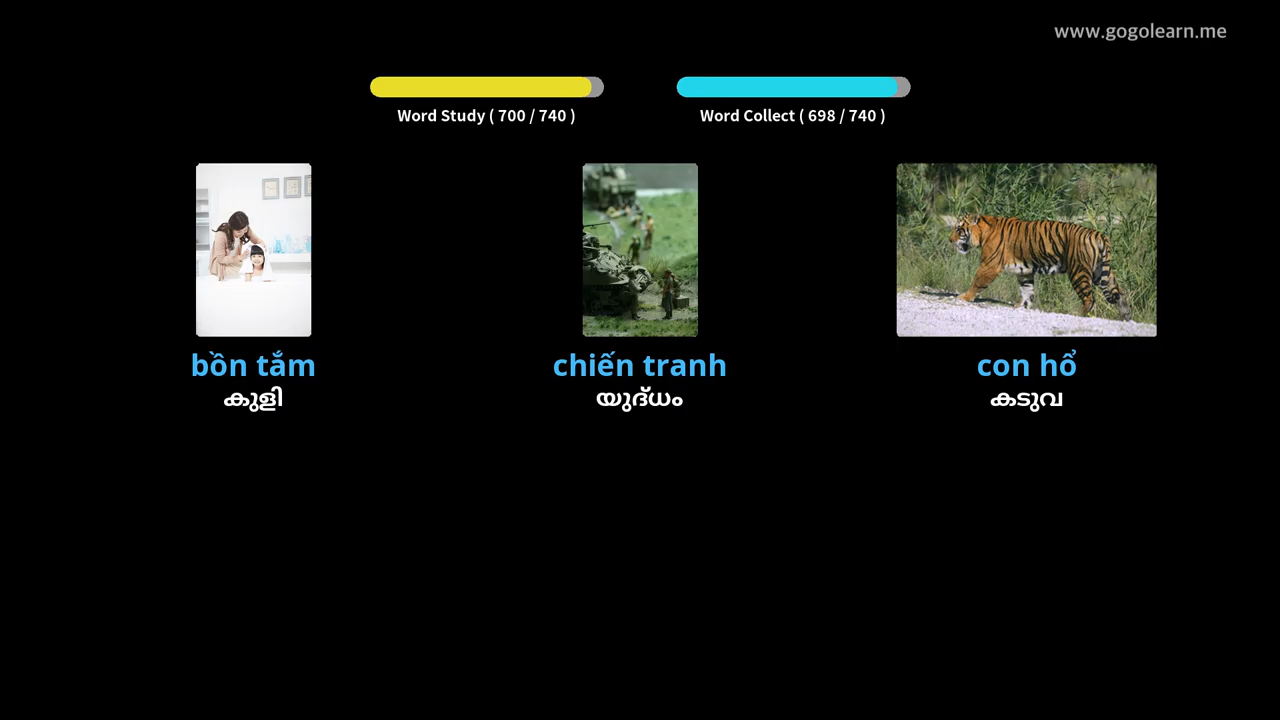 www.gogolearn.me
Word Study ( 700 / 740 )
Word Collect ( 698 / 740 )
bồn tắm
chiến tranh
con hổ
കുളി
യുദ്ധം
കടുവ